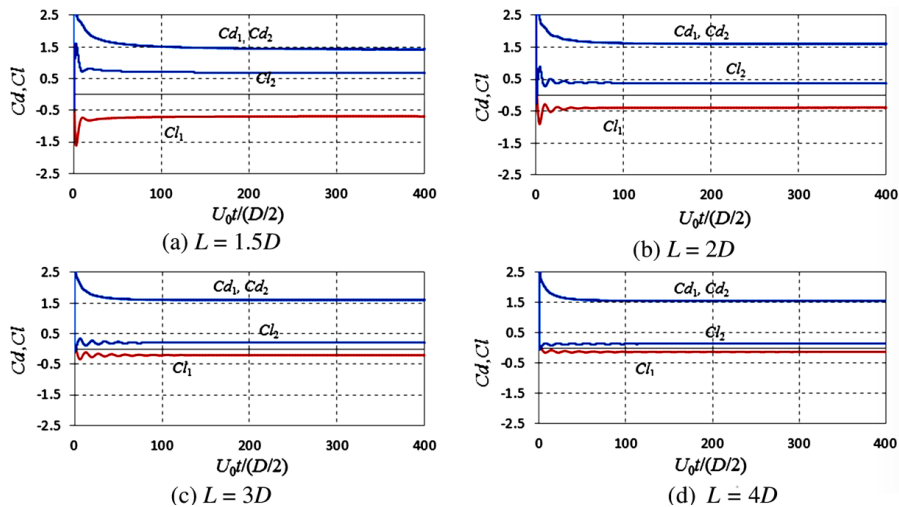 2.5
1.5
0.5
-0.5
-1.5
-2.5
Cd,Cl
Cd₁, Cd₂
Cl₂
Cl₁
0 100 200 300 400
U₀t/(D/2)
(a) L = 1.5D
2.5
1.5
0.5
-0.5
-1.5
-2.5
Cd,Cl
Cd₁, Cd₂
Cl₂
Cl₁
0 100 200 300 400
U₀t/(D/2)
(b) L = 2D
2.5
1.5
0.5
-0.5
-1.5
-2.5
Cd,Cl
Cd₁, Cd₂
Cl₂
Cl₁
0 100 200 300 400
U₀t/(D/2)
(c) L = 3D
2.5
1.5
0.5
-0.5
-1.5
-2.5
Cd,Cl
Cd₁, Cd₂
Cl₂
Cl₁
0 100 200 300 400
U₀t/(D/2)
(d) L = 4D